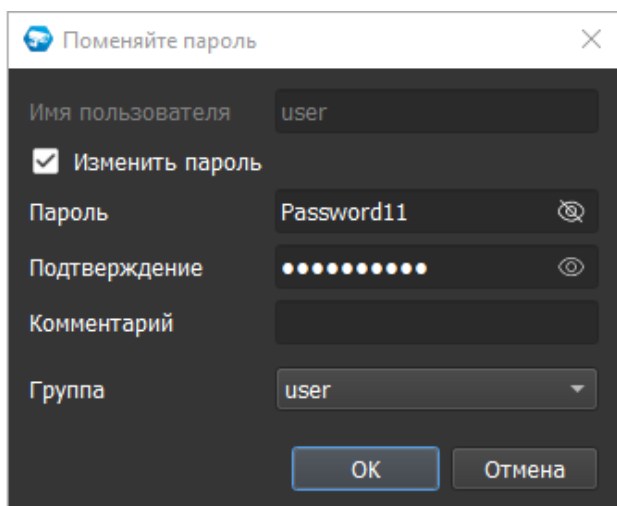 Поменяйте пароль
Имя пользователя user
Изменить пароль
Пароль Password11
Подтверждение ●●●●●●●●●●
Комментарий
Группа user
OK Отмена